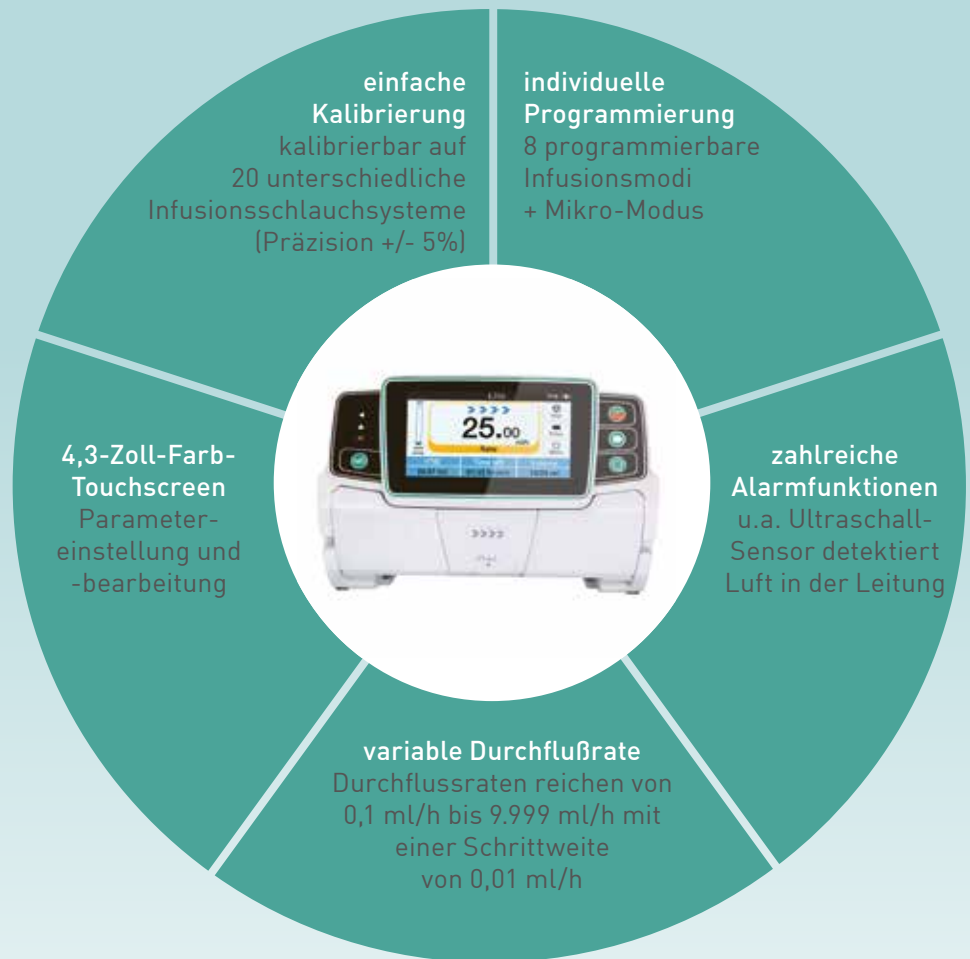 einfache
Kalibrierung
kalibrierbar auf
20 unterschiedliche
Infusionsschlauchsysteme
(Präzision +/- 5%)
individuelle
Programmierung
8 programmierbare
Infusionsmodi
+ Mikro-Modus
4,3-Zoll-Farb-
Touchscreen
Parameter-
einstellung und
-bearbeitung
25.00
zahlreiche
Alarmfunktionen
u.a. Ultraschall-
Sensor detektiert
Luft in der Leitung
variable Durchflußrate
Durchflussraten reichen von
0,1 ml/h bis 9.999 ml/h mit
einer Schrittweite
von 0,01 ml/h